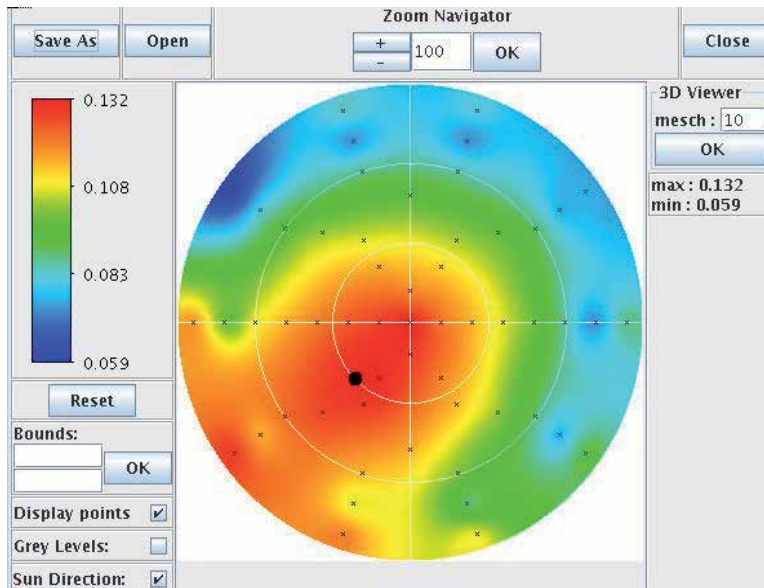 Zoom Navigator
Save As
Open
+
-
100
OK
Close
0.132
0.108
0.083
0.059
3D Viewer
mesch : 10
OK
max : 0.132
min : 0.059
Reset
Bounds:
OK
Display points
Grey Levels:
Sun Direction: